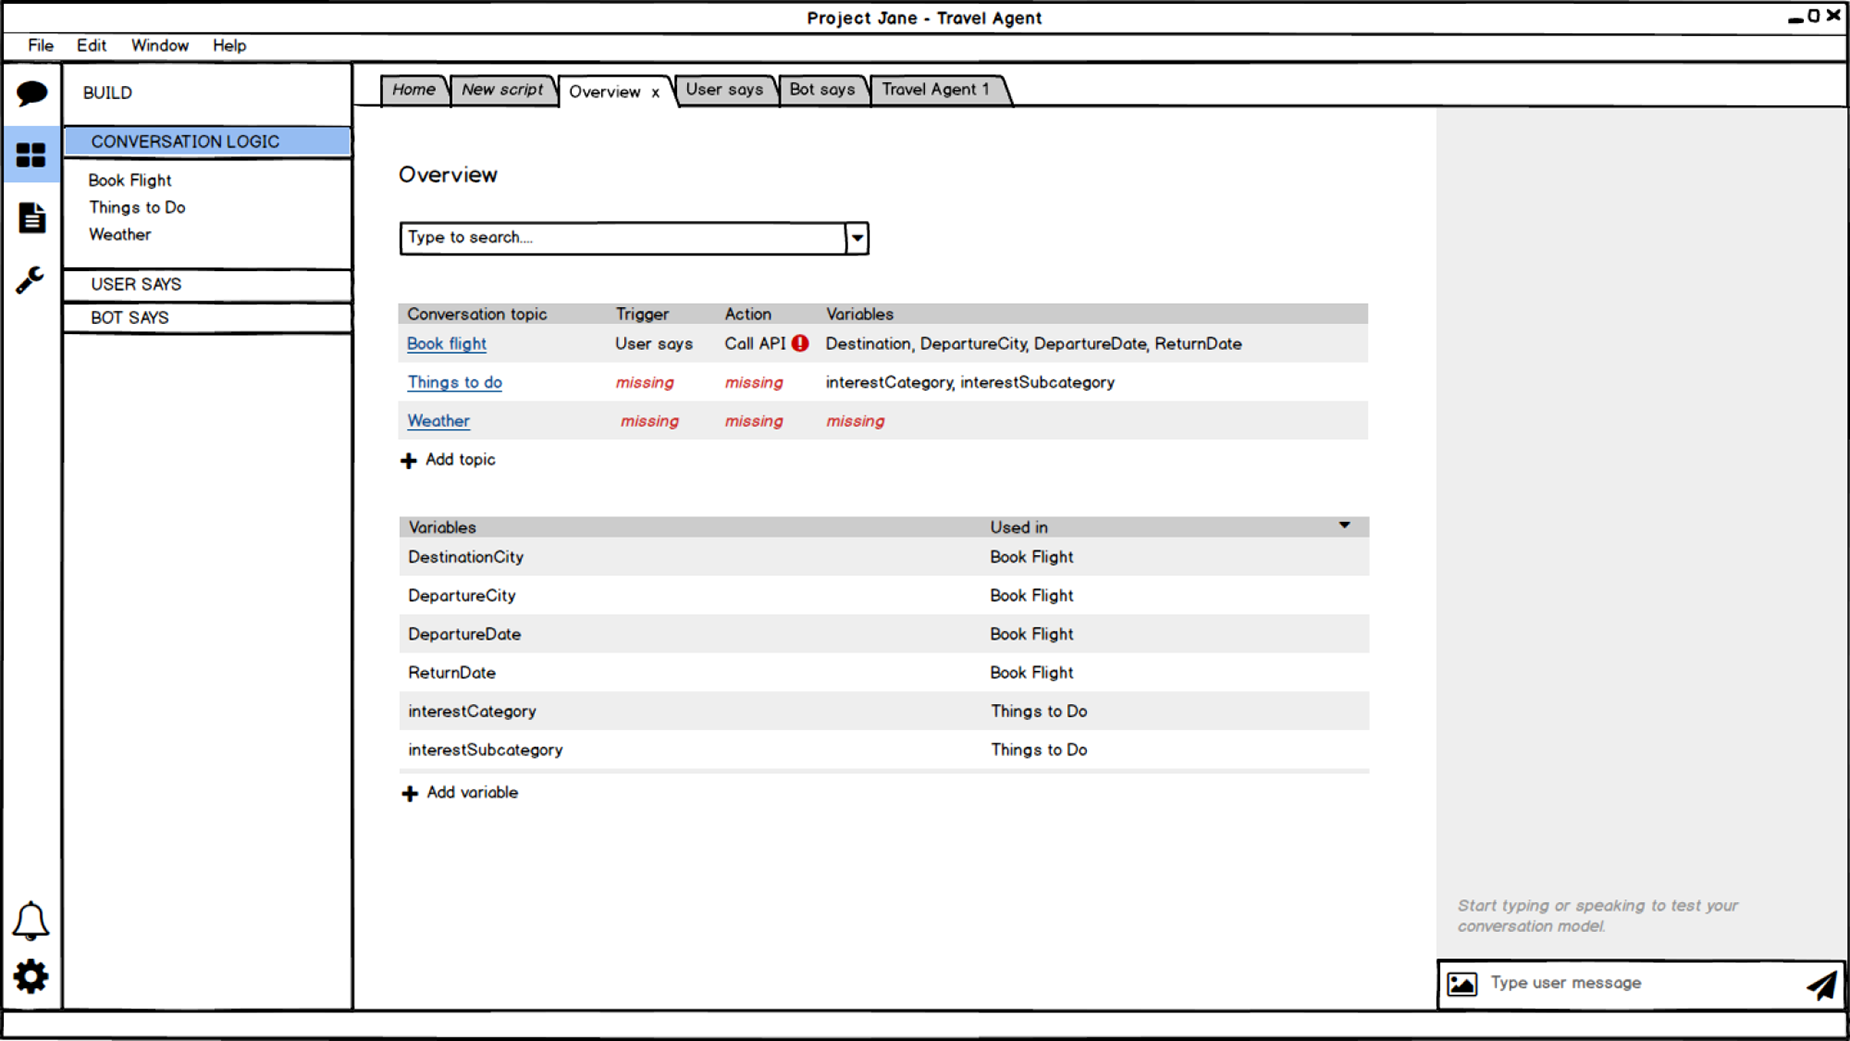 Project Jane - Travel Agent
File Edit Window Help
BUILD
CONVERSATION LOGIC
Book Flight
Things to Do
Weather
USER SAYS
BOT SAYS
Home New script Overview x User says Bot says Travel Agent 1
Overview
Type to search....
Conversation topic Trigger Action Variables
Book flight User says Call API Destination, DepartureCity, DepartureDate, ReturnDate
Things to do missing missing interestCategory, interestSubcategory
Weather missing missing missing
Add topic
Variables Used in
DestinationCity Book Flight
DepartureCity Book Flight
DepartureDate Book Flight
ReturnDate Book Flight
interestCategory Things to Do
interestSubcategory Things to Do
Add variable
Start typing or speaking to test your
conversation model.
Type user message